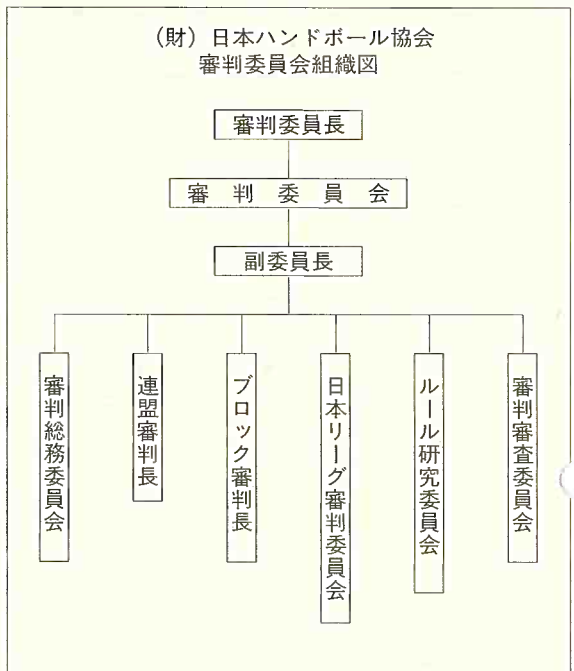 (財)日本ハンドボール協会
審判委員会組織図
審判委員長
審判委員会
副委員長
審判総務委員会
連盟審判長
ブロック審判長
日本リーグ審判委員会
ルール研究委員会
審判審査委員会